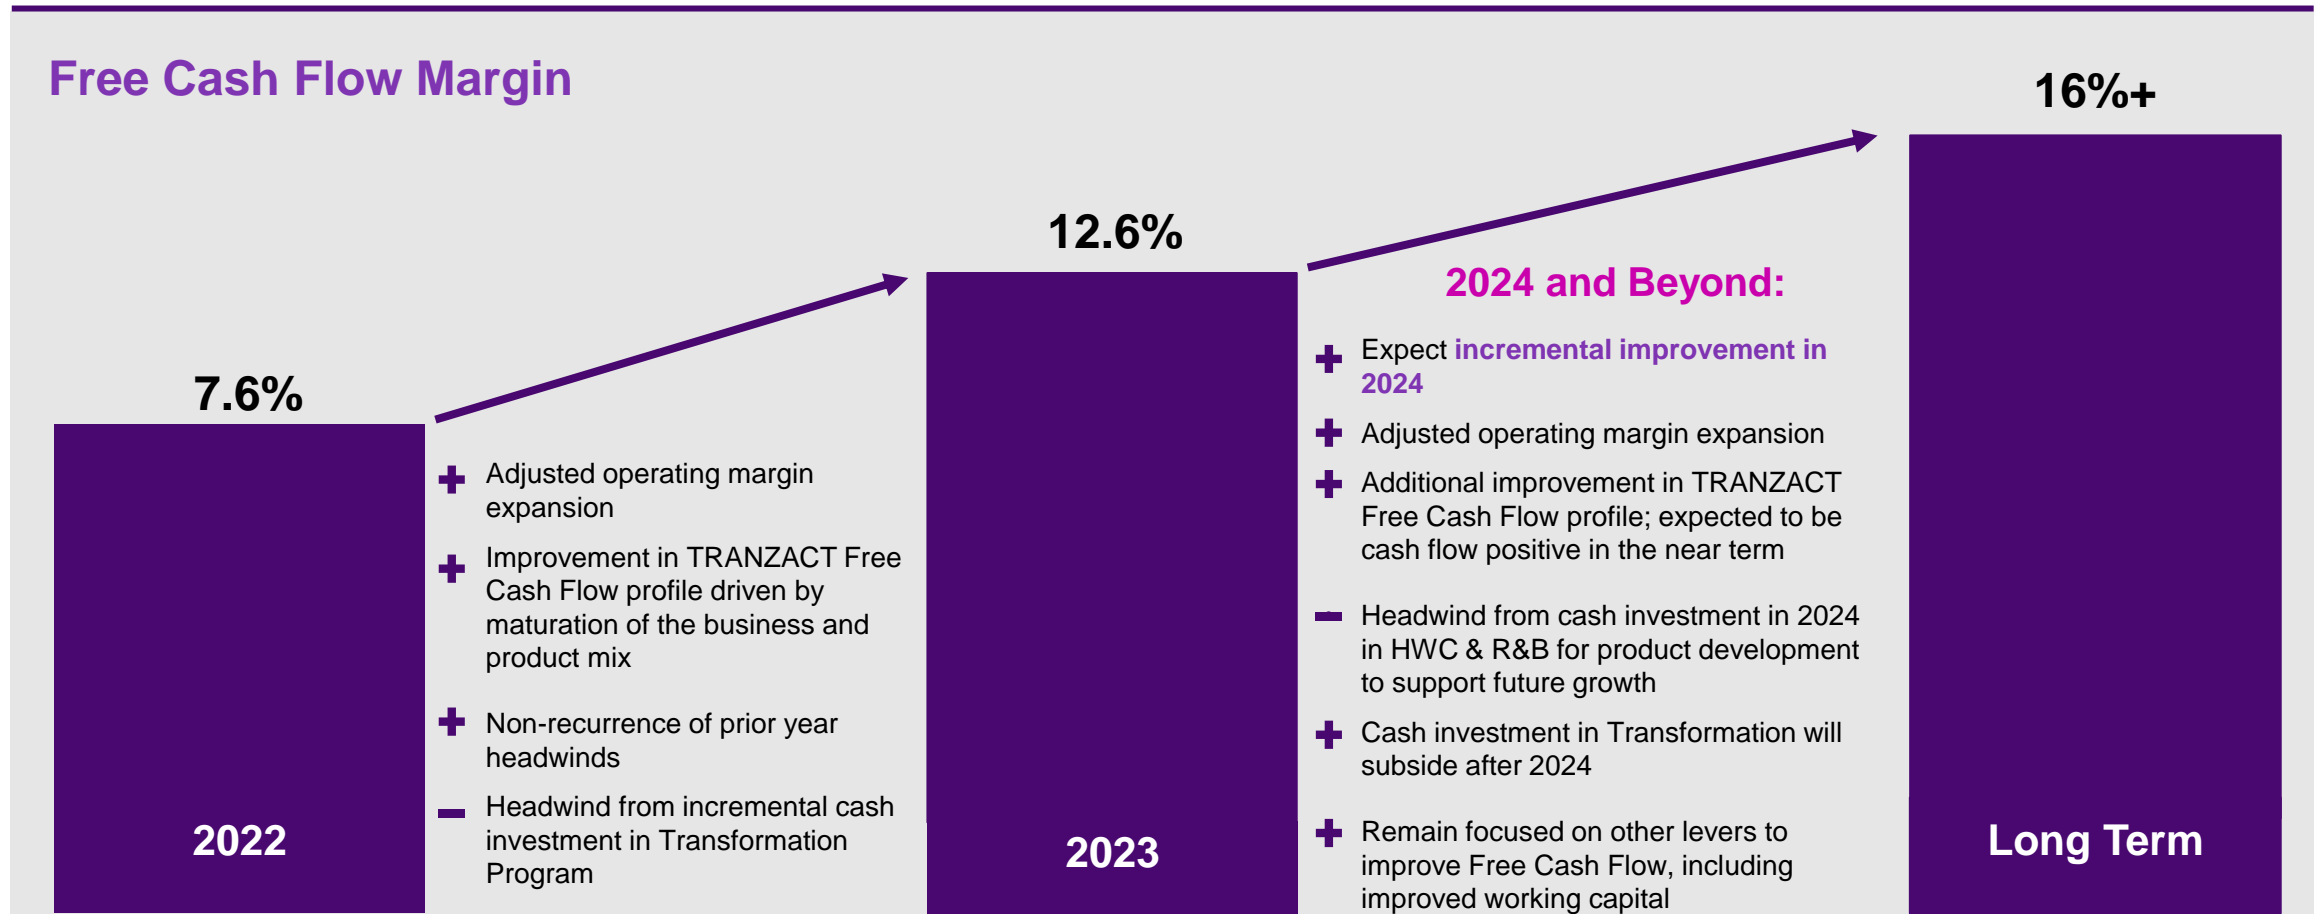 Free Cash Flow Margin
7.6%
2022
+ Adjusted operating margin
expansion
+ Improvement in TRANZACT Free
Cash Flow profile driven by
maturation of the business and
product mix
+ Non-recurrence of prior year
headwinds
– Headwind from incremental cash
investment in Transformation
Program
12.6%
2023
2024 and Beyond:
+ Expect incremental improvement in
2024
+ Adjusted operating margin expansion
+ Additional improvement in TRANZACT
Free Cash Flow profile; expected to be
cash flow positive in the near term
– Headwind from cash investment in 2024
in HWC & R&B for product development
to support future growth
+ Cash investment in Transformation will
subside after 2024
+ Remain focused on other levers to
improve Free Cash Flow, including
improved working capital
16%+
Long Term